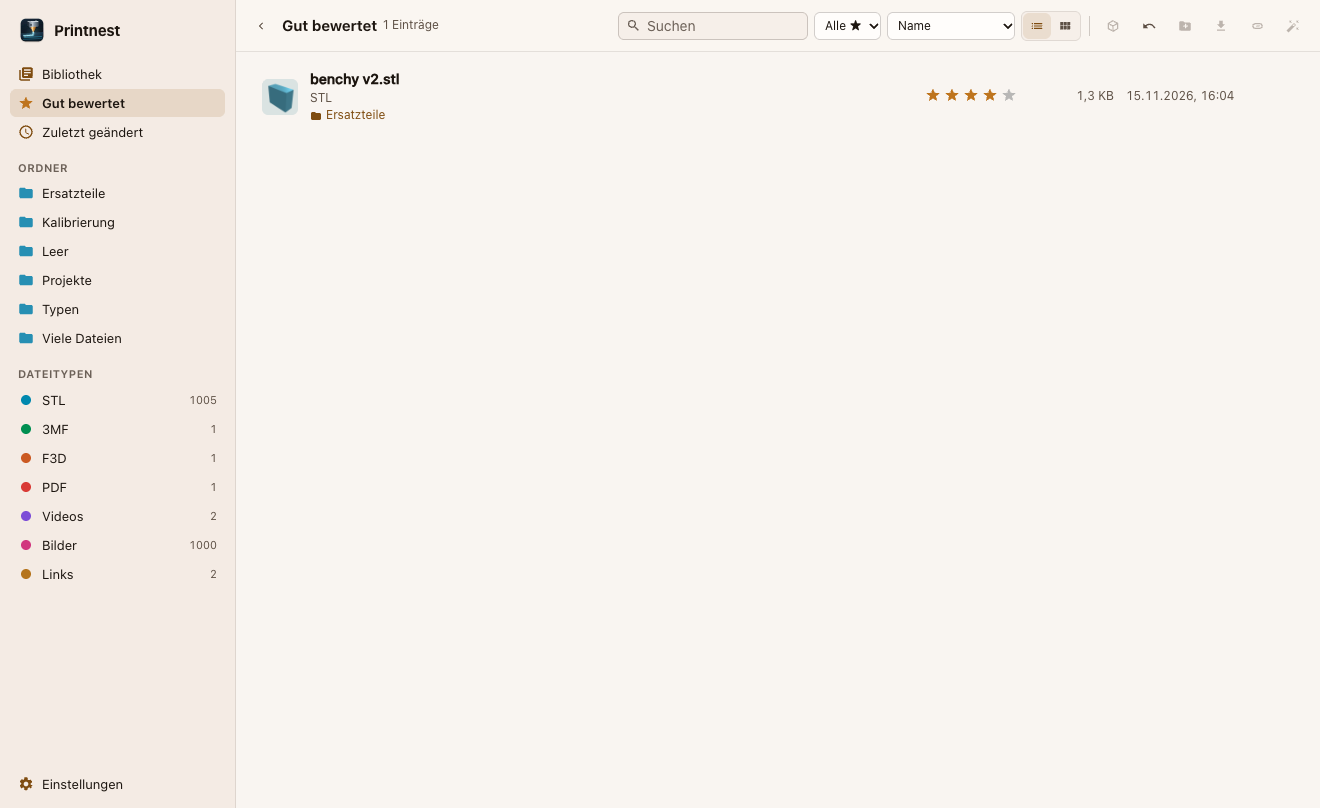 Printnest
Bibliothek
Gut bewertet
Zuletzt geändert
ORDNER
Ersatzteile
Kalibrierung
Leer
Projekte
Typen
Viele Dateien
DATEITYPEN
STL 1005
3MF 1
F3D 1
PDF 1
Videos 2
Bilder 1000
Links 2
Einstellungen
Gut bewertet 1 Einträge Suchen Alle ★ Name
benchy v2.stl
STL
Ersatzteile
1,3 KB 15.11.2026, 16:04